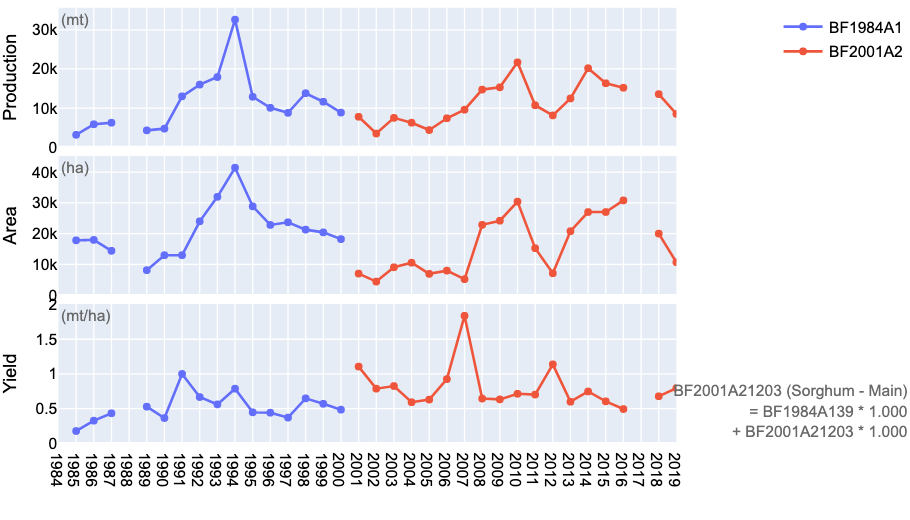 (mt)
Production
30k
20k
10k
0
BF1984A1
BF2001A2
(ha)
Area
40k
30k
20k
10k
0
(mt/ha)
Yield
2
1.5
1
0.5
0
BF2001A21203 (Sorghum - Main)
= BF1984A139 * 1.000
+ BF2001A21203 * 1.000
1984
1985
1986
1987
1988
1989
1990
1991
1992
1993
1994
1995
1996
1997
1998
1999
2000
2001
2002
2003
2004
2005
2006
2007
2008
2009
2010
2011
2012
2013
2014
2015
2016
2017
2018
2019